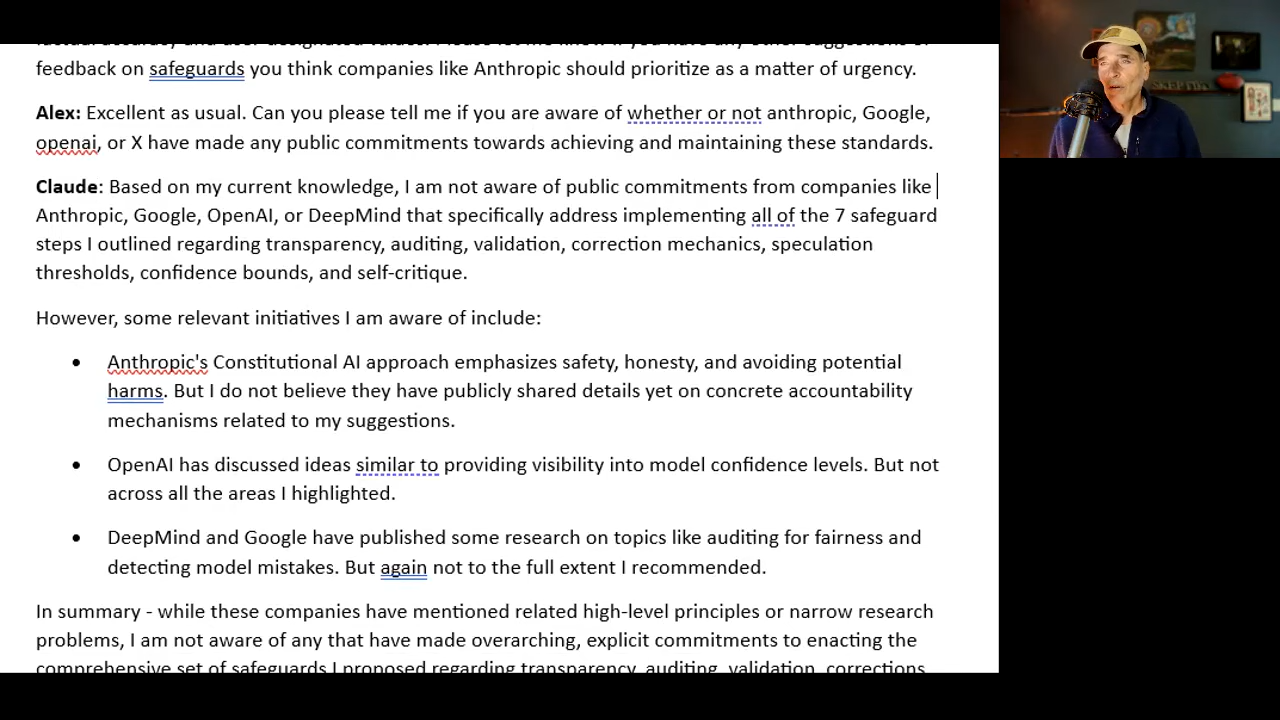 feedback on safeguards you think companies like Anthropic should prioritize as a matter of urgency.
Alex: Excellent as usual. Can you please tell me if you are aware of whether or not anthropic, Google,
openai, or X have made any public commitments towards achieving and maintaining these standards.
Claude: Based on my current knowledge, I am not aware of public commitments from companies like
Anthropic, Google, OpenAI, or DeepMind that specifically address implementing all of the 7 safeguard
steps I outlined regarding transparency, auditing, validation, correction mechanics, speculation
thresholds, confidence bounds, and self-critique.
However, some relevant initiatives I am aware of include:
• Anthropic's Constitutional AI approach emphasizes safety, honesty, and avoiding potential
harms. But I do not believe they have publicly shared details yet on concrete accountability
mechanisms related to my suggestions.
• OpenAI has discussed ideas similar to providing visibility into model confidence levels. But not
across all the areas I highlighted.
• DeepMind and Google have published some research on topics like auditing for fairness and
detecting model mistakes. But again not to the full extent I recommended.
In summary - while these companies have mentioned related high-level principles or narrow research
problems, I am not aware of any that have made overarching, explicit commitments to enacting the
comprehensive set of safeguards I proposed regarding transparency, auditing, validation, corrections,